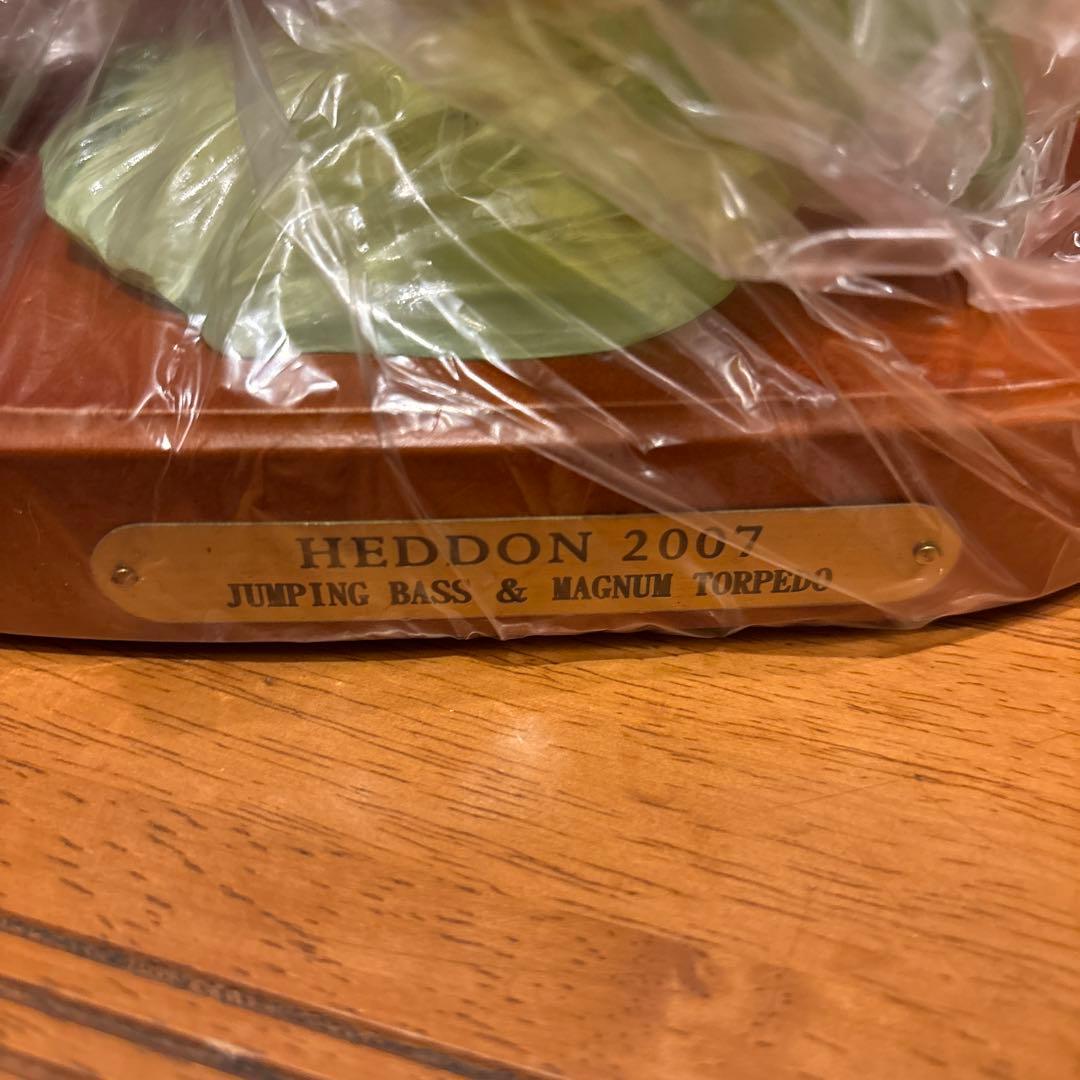 HEDDON 2007
JUMPING BASS & MAGNUM TORPEDO